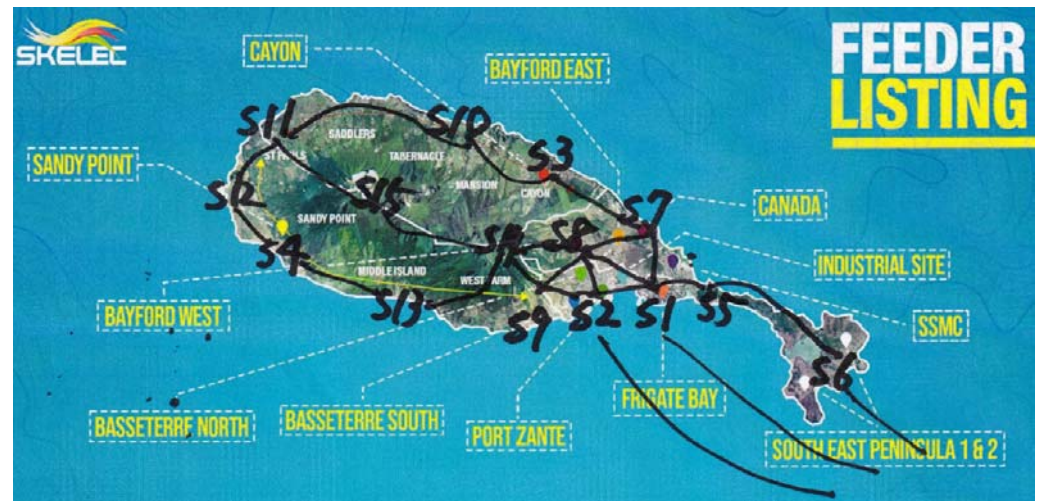 SKELEC
CAYON
BAYFORD EAST
FEEDER
LISTING
S11
SADDLERS
S10
ST PAULS
TABERNACLE
S3
SANDY POINT
MANSION
CAYON
S12
S15
S7
CANADA
SANDY POINT
S14
S8
S4
INDUSTRIAL SITE
MIDDLE ISLAND
WEST FARM
BAYFORD WEST
S13
S9
S2
S1
S5
SSMC
S6
FRIGATE BAY
BASSETERRE NORTH
BASSETERRE SOUTH
PORT ZANTE
SOUTH EAST PENINSULA 1 & 2